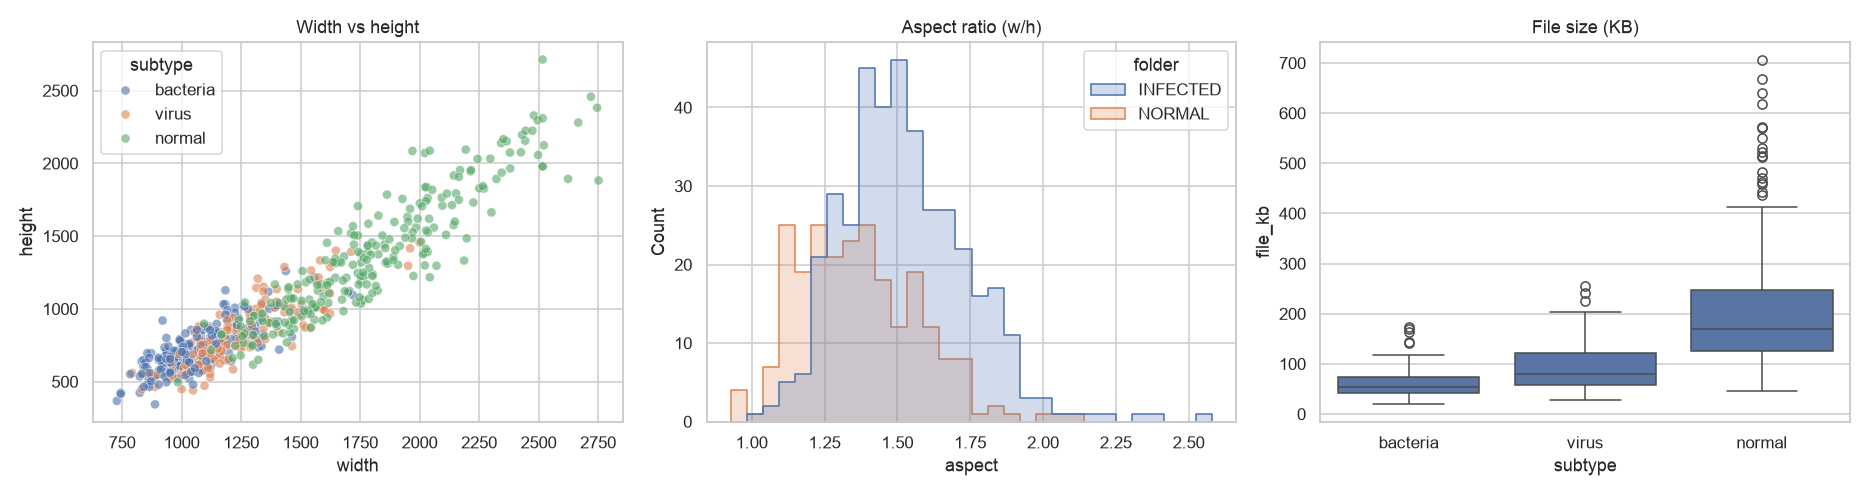 Width vs height
subtype
bacteria
virus
normal
2500
2000
1500
1000
500
height
750 1000 1250 1500 1750 2000 2250 2500 2750
width
Aspect ratio (w/h)
folder
INFECTED
NORMAL
40
30
20
10
0
Count
1.00 1.25 1.50 1.75 2.00 2.25 2.50
aspect
File size (KB)
700
600
500
400
300
200
100
0
file_kb
bacteria virus normal
subtype